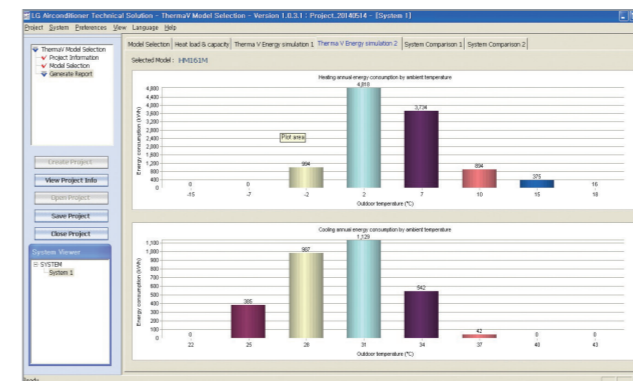 LG Airconditioner Technical Solution - ThermaV Model Selection - Version 1.0.3.1 : Project_20140514 - [System 1]
Project System Preferences View Language Help
ThermaV Model Selection
Project Information
Model Selection
Generate Report
Create Project
View Project Info
Open Project
Save Project
Close Project
System Viewer
SYSTEM
System 1
Model Selection Heat load & capacity Therma V Energy simulation 1 Therma V Energy simulation 2 System Comparison 1 System Comparison 2
Selected Model : HM161M
Heating annual energy consumption by ambient temperature
Energy consumption (kWh)
4,800
4,400
4,000
3,600
3,200
2,800
2,400
2,000
1,600
1,200
800
400
0
0 0 994 4,818 3,734 894 375 16
Plot area
-15 -7 -2 2 7 10 15 18
Outdoor temperature (°C)
Cooling annual energy consumption by ambient temperature
Energy consumption (kWh)
1,100
1,000
900
800
700
600
500
400
300
200
100
0
0 385 987 1,129 542 42 0 0
22 25 28 31 34 37 40 43
Outdoor temperature (°C)
Ready